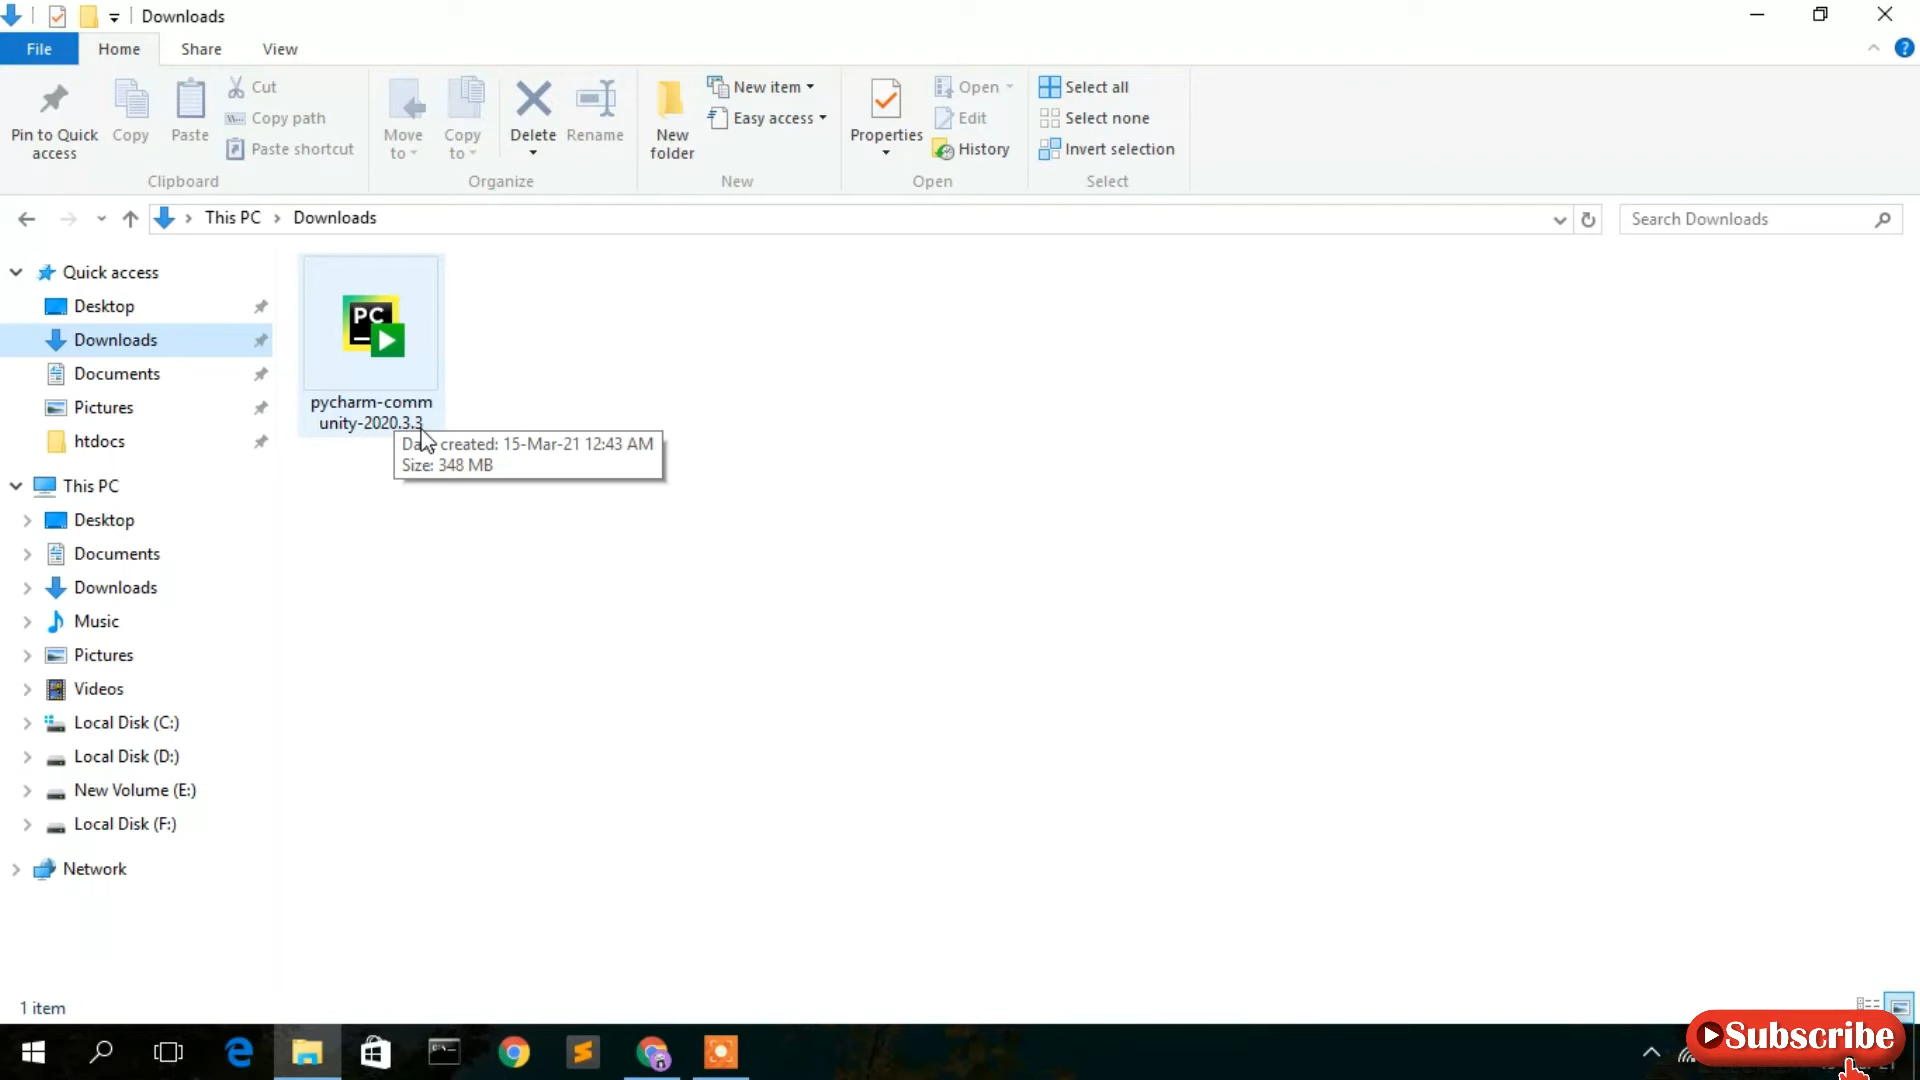 Downloads
File
Home
Share
View
Pin to Quick access
Copy
Paste
Cut
Copy path
Paste shortcut
Move to
Copy to
Delete
Rename
New folder
New item
Easy access
Properties
Open
Edit
History
Select all
Select none
Invert selection
Clipboard
Organize
New
Open
Select
This PC
Downloads
Search Downloads
Quick access
Desktop
Downloads
Documents
Pictures
htdocs
This PC
Desktop
Documents
Downloads
Music
Pictures
Videos
Local Disk (C:)
Local Disk (D:)
New Volume (E:)
Local Disk (F:)
Network
PC
pycharm-comm
unity-2020.3.3
created: 15-Mar-21 12:43 AM
Size: 348 MB
1 item
Subscribe